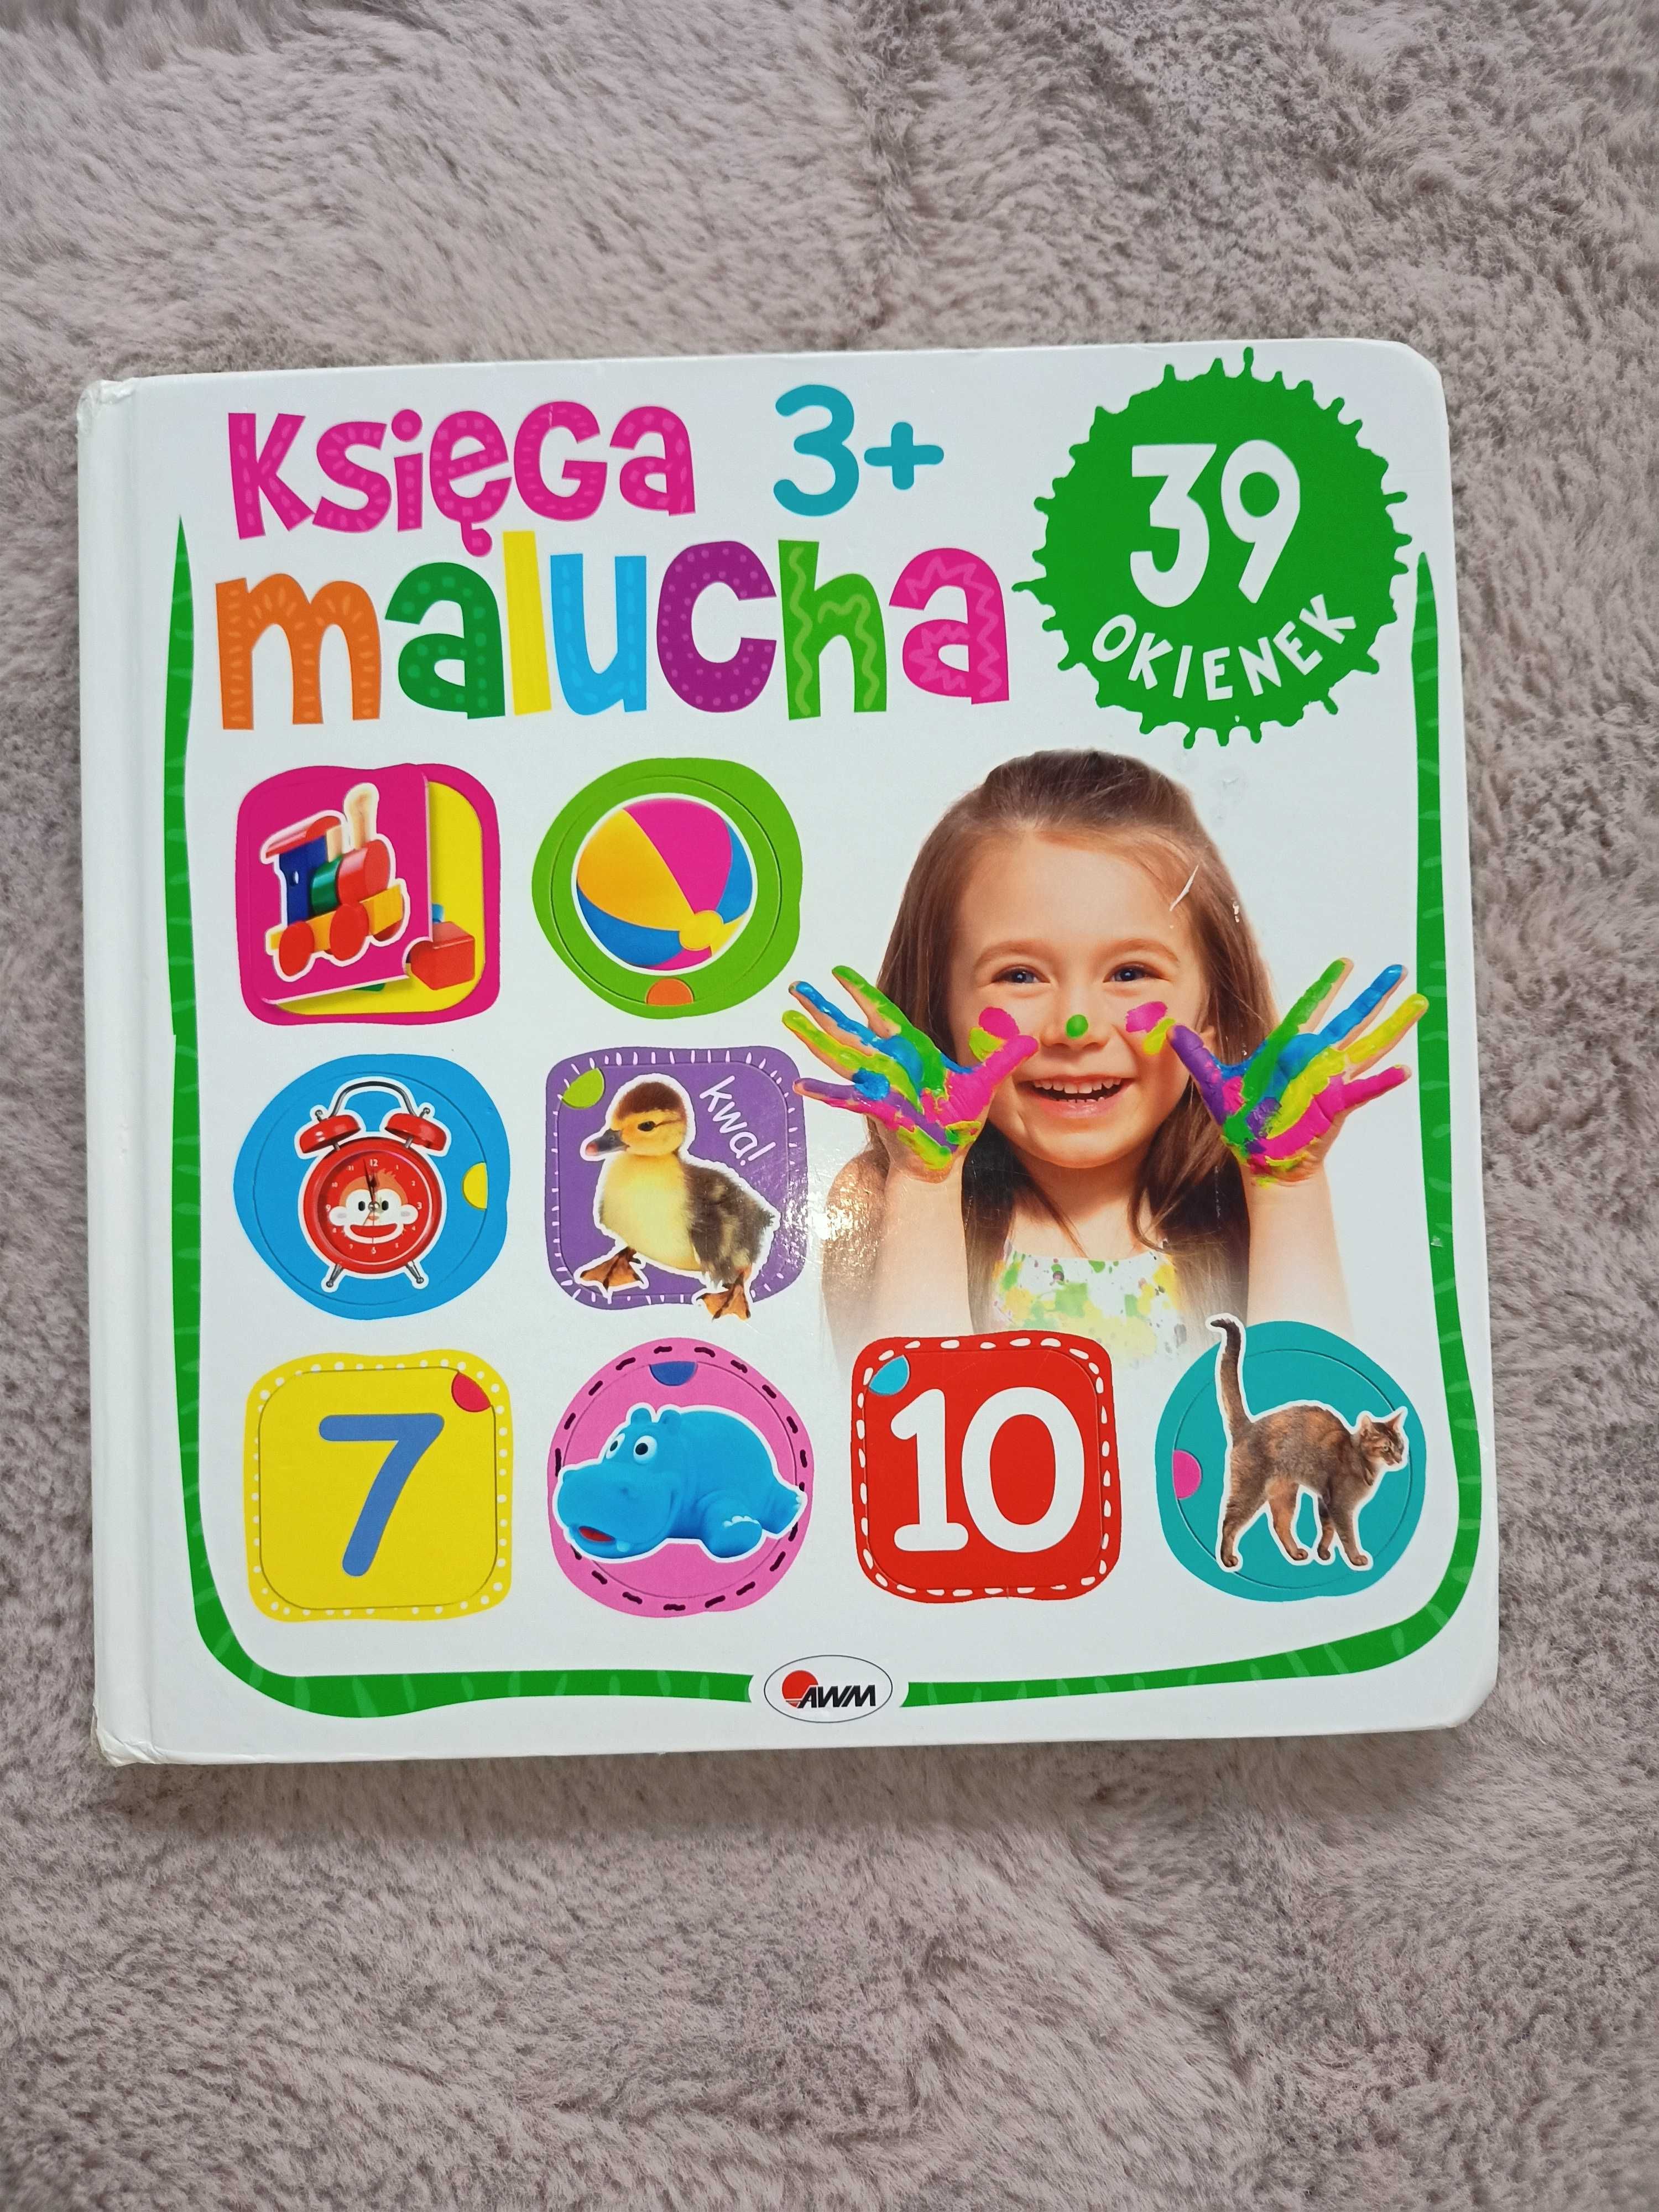 Księga 3+
malucha
39
OKIENEK
kwa!
7
10
AWM